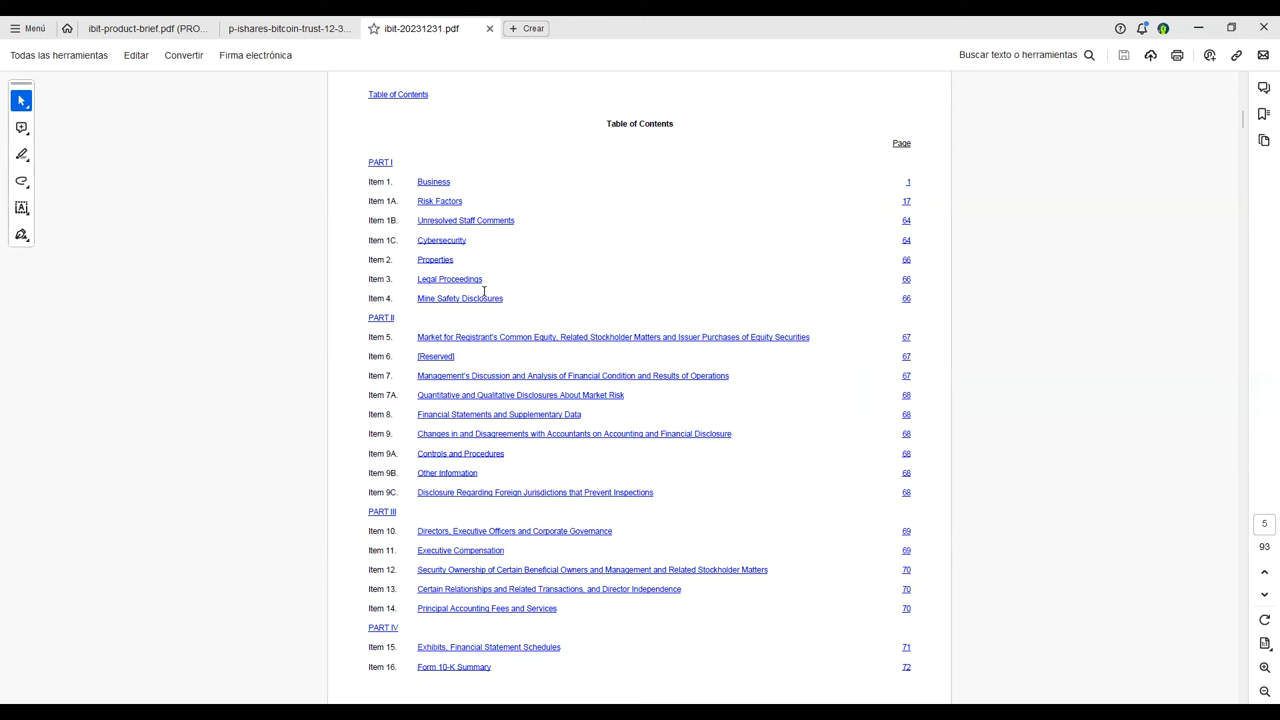 Menú ibit-product-brief.pdf (PRO... p-ishares-bitcoin-trust-12-3... ibit-20231231.pdf Crear
Todas las herramientas Editar Convertir Firma electrónica Buscar texto o herramientas
Table of Contents
Table of Contents
Page
PART I
Item 1. Business 1
Item 1A. Risk Factors 17
Item 1B. Unresolved Staff Comments 64
Item 1C. Cybersecurity 64
Item 2. Properties 66
Item 3. Legal Proceedings 66
Item 4. Mine Safety Disclosures 66
PART II
Item 5. Market for Registrant's Common Equity, Related Stockholder Matters and Issuer Purchases of Equity Securities 67
Item 6. [Reserved] 67
Item 7. Management's Discussion and Analysis of Financial Condition and Results of Operations 67
Item 7A. Quantitative and Qualitative Disclosures About Market Risk 68
Item 8. Financial Statements and Supplementary Data 68
Item 9. Changes in and Disagreements with Accountants on Accounting and Financial Disclosure 68
Item 9A. Controls and Procedures 68
Item 9B. Other Information 68
Item 9C. Disclosure Regarding Foreign Jurisdictions that Prevent Inspections 68
PART III
Item 10. Directors, Executive Officers and Corporate Governance 69
Item 11. Executive Compensation 69
Item 12. Security Ownership of Certain Beneficial Owners and Management and Related Stockholder Matters 70
Item 13. Certain Relationships and Related Transactions, and Director Independence 70
Item 14. Principal Accounting Fees and Services 70
PART IV
Item 15. Exhibits, Financial Statement Schedules 71
Item 16. Form 10-K Summary 72
5
93